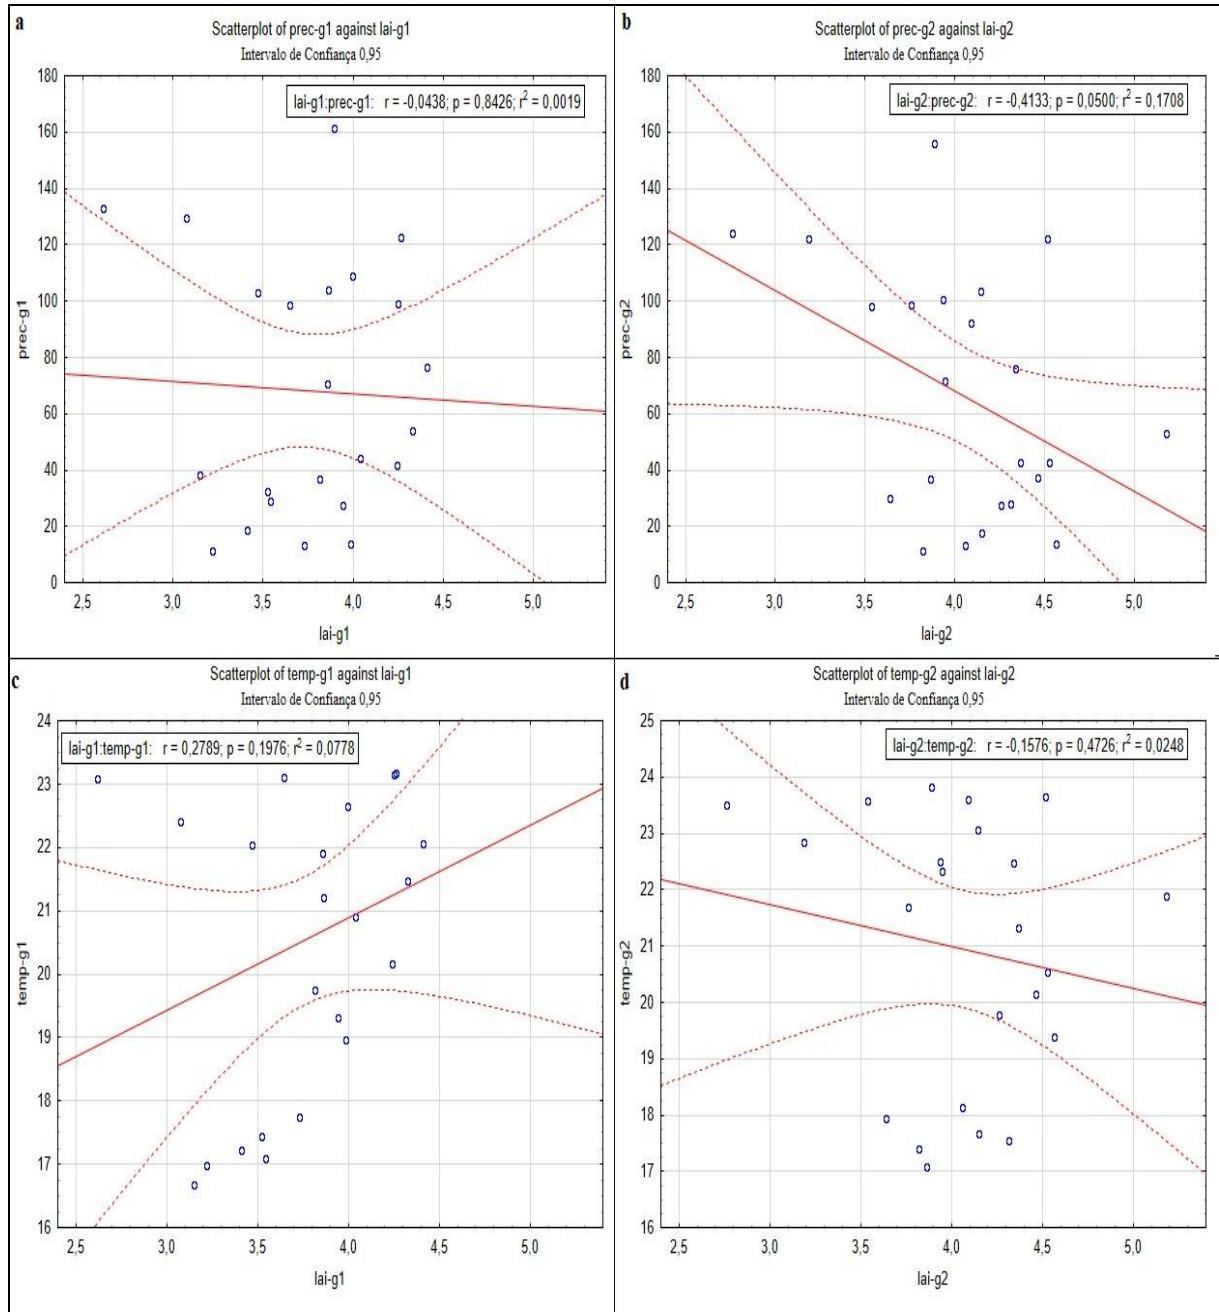 a
Scatterplot of prec-g1 against lai-g1
Intervalo de Confiança 0,95
lai-g1:prec-g1: r = -0,0438; p = 0,8426; r² = 0,0019
180
160
140
120
100
80
60
40
20
0
prec-g1
2,5 3,0 3,5 4,0 4,5 5,0
lai-g1
b
Scatterplot of prec-g2 against lai-g2
Intervalo de Confiança 0,95
lai-g2:prec-g2: r = -0,4133; p = 0,0500; r² = 0,1708
180
160
140
120
100
80
60
40
20
0
prec-g2
2,5 3,0 3,5 4,0 4,5 5,0
lai-g2
c
Scatterplot of temp-g1 against lai-g1
Intervalo de Confiança 0,95
lai-g1:temp-g1: r = 0,2789; p = 0,1976; r² = 0,0778
24
23
22
21
20
19
18
17
16
temp-g1
2,5 3,0 3,5 4,0 4,5 5,0
lai-g1
d
Scatterplot of temp-g2 against lai-g2
Intervalo de Confiança 0,95
lai-g2:temp-g2: r = -0,1576; p = 0,4726; r² = 0,0248
25
24
23
22
21
20
19
18
17
16
temp-g2
2,5 3,0 3,5 4,0 4,5 5,0
lai-g2